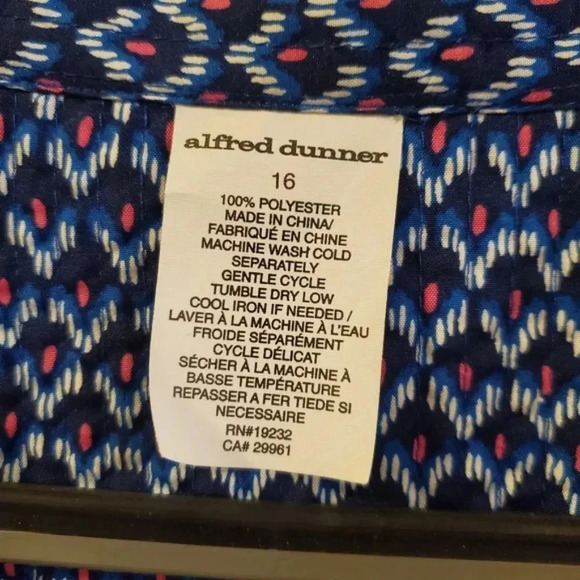 alfred dunner
16
100% POLYESTER
MADE IN CHINA/
FABRIQUÉ EN CHINE
MACHINE WASH COLD
SEPARATELY
GENTLE CYCLE
TUMBLE DRY LOW
COOL IRON IF NEEDED /
LAVER À LA MACHINE À L'EAU
FROIDE SÉPARÉMENT
CYCLE DÉLICAT
SÉCHER À LA MACHINE À
BASSE TEMPÉRATURE
REPASSER A FER TIEDE SI
NECESSAIRE
RN#19232
CA# 29961